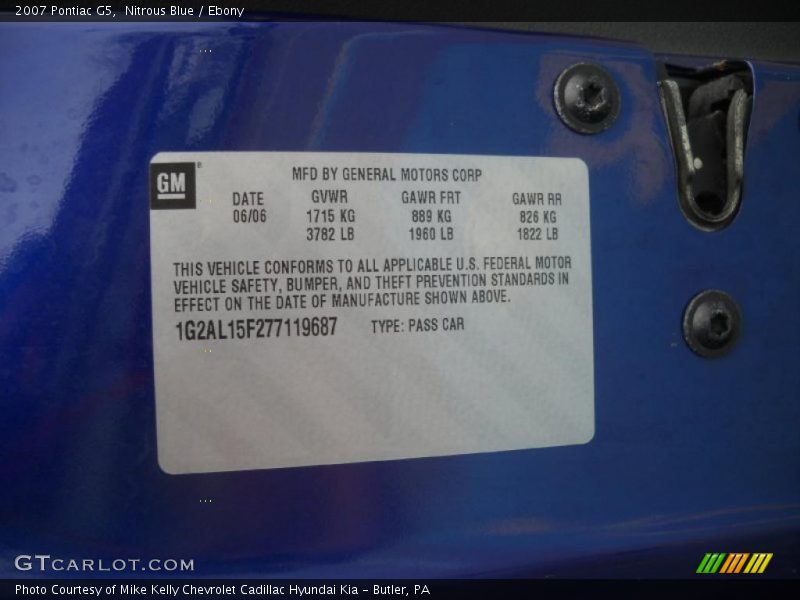 2007 Pontiac G5, Nitrous Blue / Ebony
GM
MFD BY GENERAL MOTORS CORP
DATE GVWR GAWR FRT GAWR RR
06/06 1715 KG 889 KG 826 KG
3782 LB 1960 LB 1822 LB
THIS VEHICLE CONFORMS TO ALL APPLICABLE U.S. FEDERAL MOTOR
VEHICLE SAFETY, BUMPER, AND THEFT PREVENTION STANDARDS IN
EFFECT ON THE DATE OF MANUFACTURE SHOWN ABOVE.
1G2AL15F277119687 TYPE: PASS CAR
GTCARLOT.COM
Photo Courtesy of Mike Kelly Chevrolet Cadillac Hyundai Kia - Butler, PA